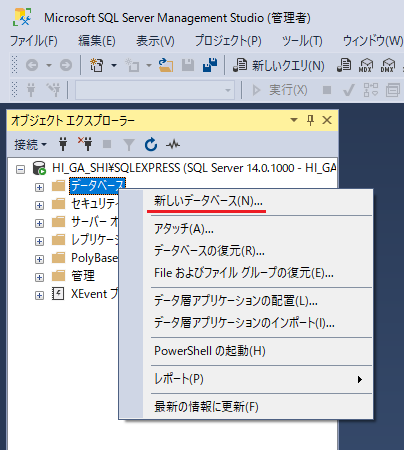 Microsoft SQL Server Management Studio (管理者)
ファイル(F) 編集(E) 表示(V) プロジェクト(P) ツール(T) ウィンドウ(W)
新しいクエリ(N)
MDX
DMX
実行(X)
オブジェクト エクスプローラー
接続
HI_GA_SHI¥SQLEXPRESS (SQL Server 14.0.1000 - HI_GA
データベース
セキュリティ
サーバー オ
レプリケーシ
PolyBase
管理
XEvent プ
新しいデータベース(N)...
アタッチ(A)...
データベースの復元(R)...
File およびファイル グループの復元(E)...
データ層アプリケーションの配置(L)...
データ層アプリケーションのインポート(I)...
PowerShell の起動(H)
レポート(P)
最新の情報に更新(F)